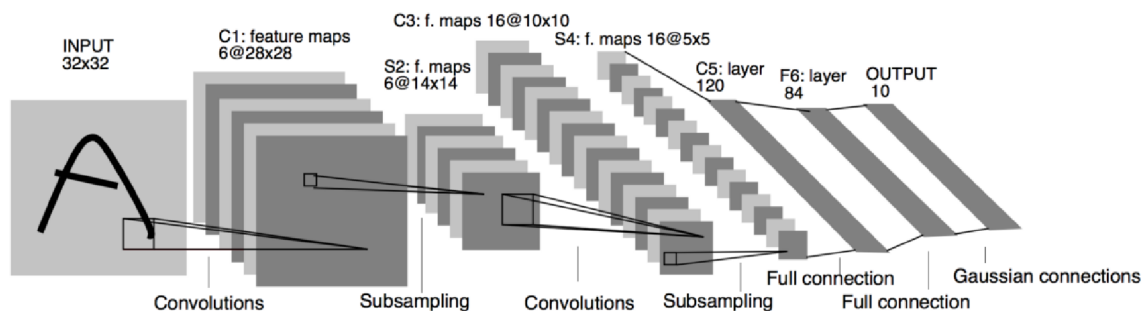 INPUT
32x32
C1: feature maps
6@28x28
S2: f. maps
6@14x14
C3: f. maps 16@10x10
S4: f. maps 16@5x5
C5: layer
120
F6: layer
84
OUTPUT
10
Convolutions
Subsampling
Convolutions
Subsampling
Full connection
Full connection
Gaussian connections